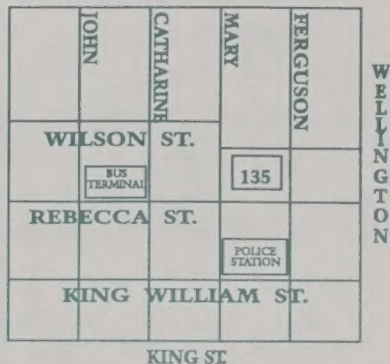 JOHN
CATHARINE
MARY
FERGUSON
WELLINGTON
WILSON ST.
BUS
TERMINAL
135
REBECCA ST.
POLICE
STATION
KING WILLIAM ST.
KING ST.